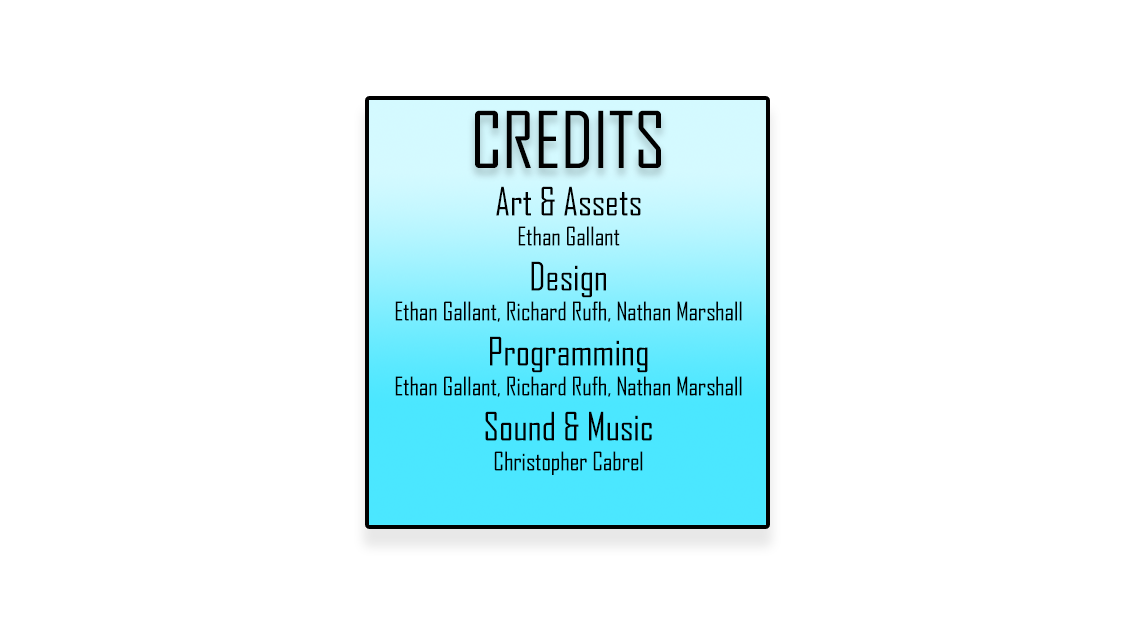 CREDITS
Art & Assets
Ethan Gallant
Design
Ethan Gallant, Richard Rufh, Nathan Marshall
Programming
Ethan Gallant, Richard Rufh, Nathan Marshall
Sound & Music
Christopher Cabrel